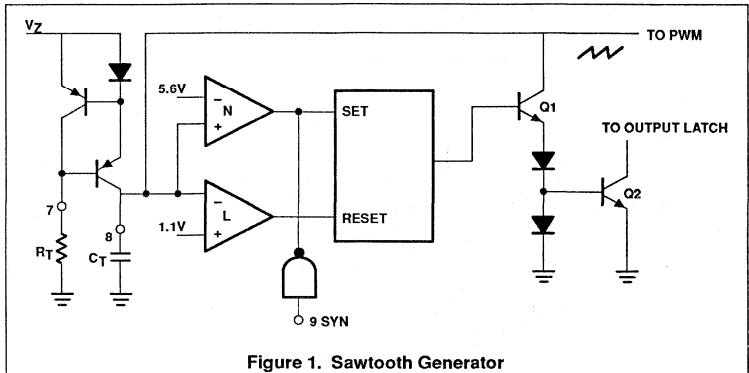 VZ
TO PWM
5.6V
N
SET
Q1
TO OUTPUT LATCH
Q2
L
RESET
1.1V
7
8
RT
CT
9 SYN
Figure 1. Sawtooth Generator